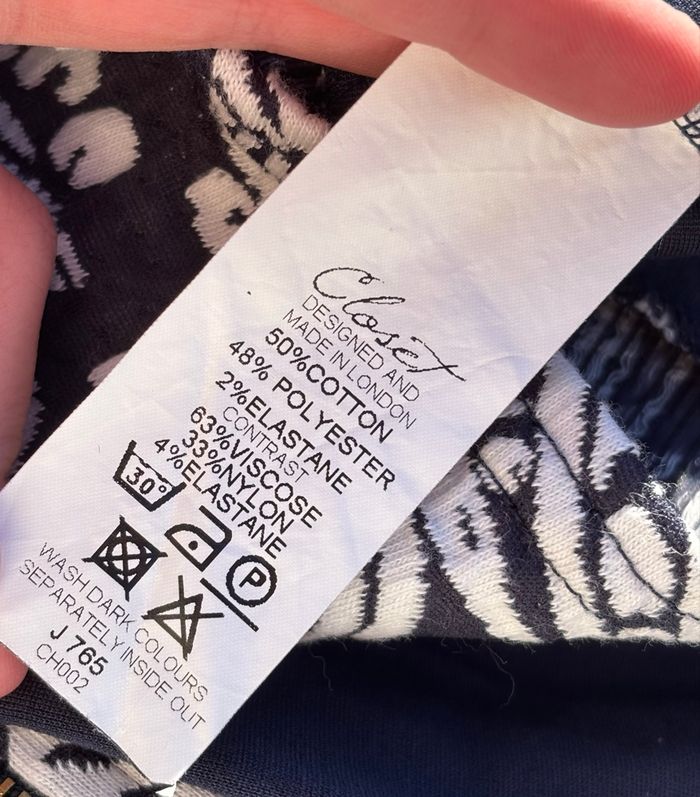 Closet
DESIGNED AND
MADE IN LONDON
50%COTTON
48% POLYESTER
2%ELASTANE
CONTRAST
63%VISCOSE
33%NYLON
4%ELASTANE
30°
P
WASH DARK COLOURS
SEPARATELY INSIDE OUT
J 765
CH002